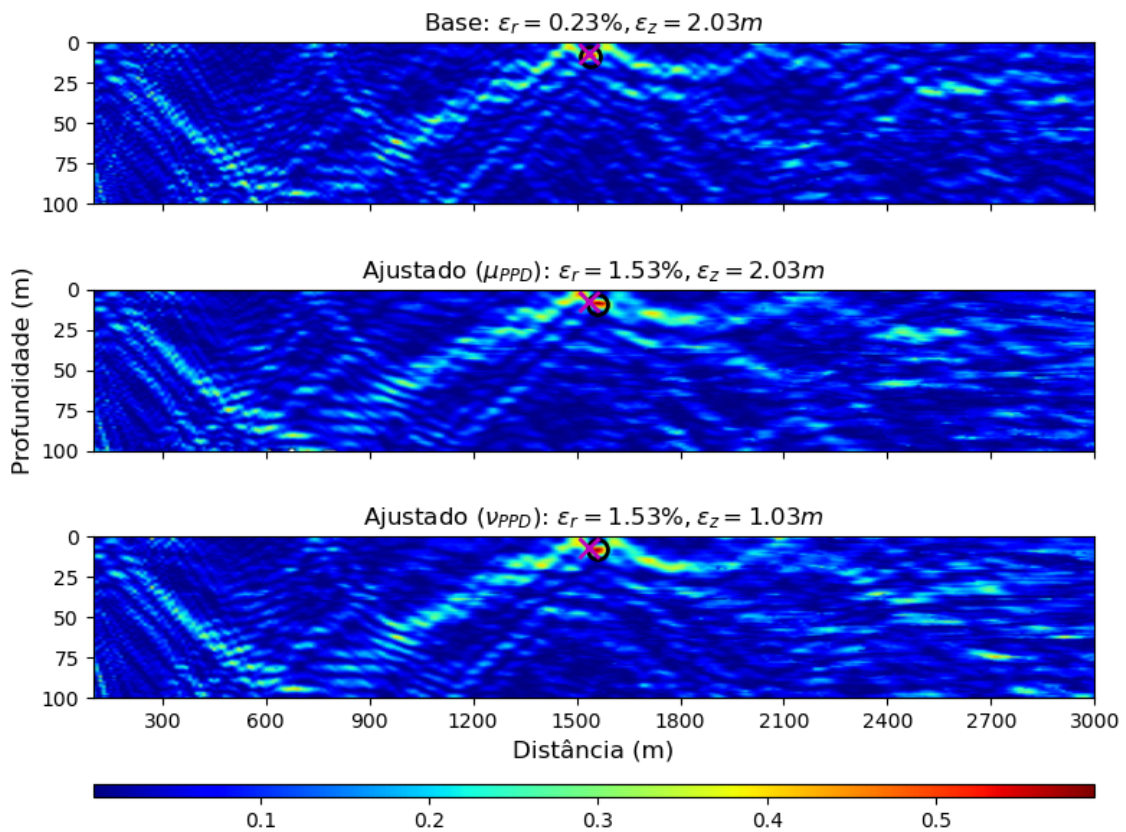 Base: εr = 0.23%, εz = 2.03m
0
25
50
75
100
Ajustado (μPPD): εr = 1.53%, εz = 2.03m
0
25
50
75
100
Profundidade (m)
Ajustado (νPPD): εr = 1.53%, εz = 1.03m
0
25
50
75
100
300 600 900 1200 1500 1800 2100 2400 2700 3000
Distância (m)
0.1 0.2 0.3 0.4 0.5